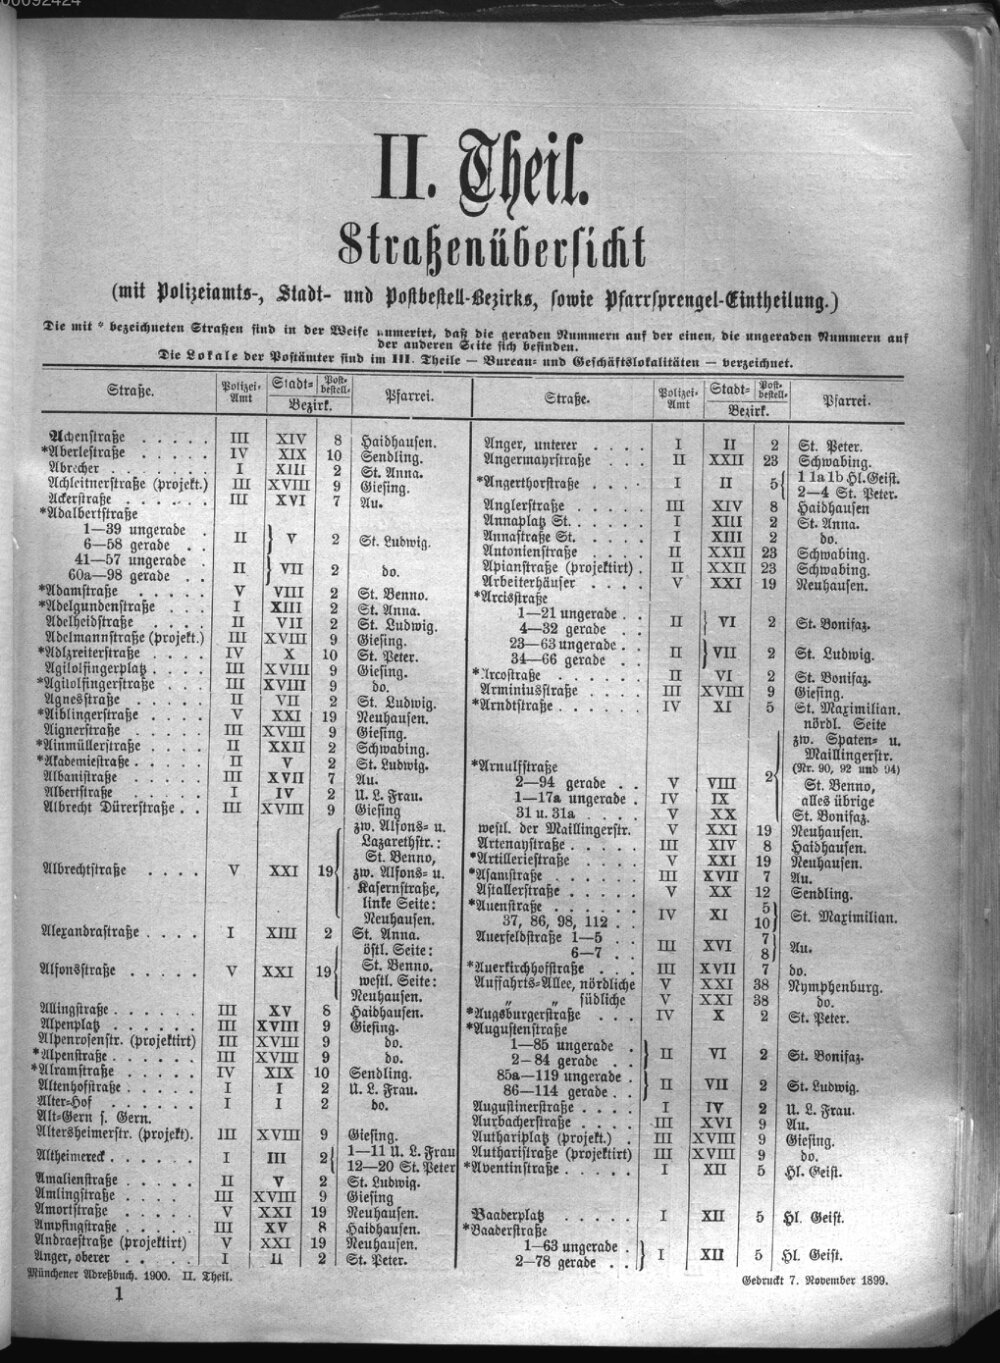 00092424
II. Theil.
Straßenübersicht
(mit Polizeiamts-, Stadt- und Postbestell-Bezirks, sowie Pfarrsprengel-Eintheilung.)
Die mit * bezeichneten Straßen sind in der Weise numerirt, daß die geraden Nummern auf der einen, die ungeraden Nummern auf
der anderen Seite sich befinden.
Die Lokale der Postämter sind im III. Theile — Bureau- und Geschäftslokalitäten — verzeichnet.
Straße. Polizei-Amt Stadt- Post-bestell- Bezirk. Pfarrei.
Achenstraße . . . . . III XIV 8 Haidhausen.
*Aberlestraße . . . . IV XIX 10 Sendling.
Abrecher . . . . . . I XIII 2 St. Anna.
Achleitnerstraße (projekt.) III XVIII 9 Giesing.
Ackerstraße . . . . . III XVI 7 Au.
*Adalbertstraße
1—39 ungerade .
6—58 gerade . . II } V 2 St. Ludwig.
41—57 ungerade .
60a—98 gerade . . II } VII 2 do.
*Adamstraße . . . . . V VIII 2 St. Benno.
*Adelgundenstraße . . . I XIII 2 St. Anna.
Adelheidstraße . . . . II VII 2 St. Ludwig.
Adelmannstraße (projekt.) III XVIII 9 Giesing.
*Adlzreiterstraße . . . . IV X 10 St. Peter.
Agilolfingerplatz . . . . III XVIII 9 Giesing.
*Agilolfingerstraße . . . III XVIII 9 do.
Agnesstraße . . . . . II VII 2 St. Ludwig.
*Aiblingerstraße . . . . V XXI 19 Neuhausen.
Aignerstraße . . . . . III XVIII 9 Giesing.
*Ainmüllerstraße . . . . II XXII 2 Schwabing.
*Akademiestraße . . . . II V 2 St. Ludwig.
Albanistraße . . . . . III XVII 7 Au.
Albertstraße . . . . . I IV 2 U. L. Frau.
Albrecht Dürerstraße . . III XVIII 9 Giesing
Albrechtstraße . . . . V XXI 19 { zw. Alfons- u.
Lazarethstr.:
St. Benno,
zw. Alfons- u.
Kasernstraße,
linke Seite:
Neuhausen.
Alexandrastraße . . . . I XIII 2 St. Anna.
Alfonsstraße . . . . . V XXI 19 { östl. Seite:
St. Benno.
westl. Seite:
Neuhausen.
Allingstraße . . . . . III XV 8 Haidhausen.
Alpenplatz . . . . . . III XVIII 9 Giesing.
Alpenrosenstr. (projektirt) III XVIII 9 do.
*Alpenstraße . . . . . III XVIII 9 do.
*Alramstraße . . . . . IV XIX 10 Sendling.
Altenhofstraße . . . . I I 2 U. L. Frau.
Alter-Hof . . . . . . I I 2 do.
Alt-Gern s. Gern.
Altersheimerstr. (projekt.) III XVIII 9 Giesing.
Altheimereck . . . . . I III 2 { 1—11 U. L. Frau
12—20 St. Peter
Amalienstraße . . . . II V 2 St. Ludwig.
Amlingstraße . . . . III XVIII 9 Giesing
Amortstraße . . . . . V XXI 19 Neuhausen.
Ampfingstraße . . . . III XV 8 Haidhausen.
Andraestraße (projektirt) V XXI 19 Neuhausen.
Anger, oberer . . . . I II 2 St. Peter.
Straße. Polizei-Amt Stadt- Post-bestell- Bezirk. Pfarrei.
Anger, unterer . . . . I II 2 St. Peter.
Angermayrstraße . . . II XXII 23 Schwabing.
*Angerthorstraße . . . . I II 5 { 1 1a 1b Hl. Geist.
2—4 St. Peter.
Anglerstraße . . . . . III XIV 8 Haidhausen
Annaplatz St. . . . . . I XIII 2 St. Anna.
Annastraße St. . . . . I XIII 2 do.
Antonienstraße . . . . II XXII 23 Schwabing.
Apianstraße (projektirt) . II XXII 23 Schwabing.
Arbeiterhäuser . . . . V XXI 19 Neuhausen.
*Arcisstraße
1—21 ungerade . .
4—32 gerade . . II } VI 2 St. Bonifaz.
23—63 ungerade . .
34—66 gerade . . II } VII 2 St. Ludwig.
*Arcostraße . . . . . II VI 2 St. Bonifaz.
Arminiusstraße . . . . III XVIII 9 Giesing.
*Arndtstraße . . . . . IV XI 5 St. Maximilian.
nördl. Seite
zw. Spaten- u.
Maillingerstr.
*Arnulfstraße (Nr. 90, 92 und 94)
2—94 gerade . . V VIII 2 { St. Benno,
1—17a ungerade . IV IX alles übrige
31 u. 31a . . . . V XX St. Bonifaz.
westl. der Maillingerstr. V XXI 19 Neuhausen.
Artenaystraße . . . . . III XIV 8 Haidhausen.
*Artilleriestraße . . . . V XXI 19 Neuhausen.
*Asamstraße . . . . . III XVII 7 Au.
Astallerstraße . . . . . V XX 12 Sendling.
*Auenstraße . . . . . . 5
37, 86, 98, 112 . . IV XI 10 } St. Maximilian.
Auerfeldstraße 1—5 . . 7
6—7 . . III XVI 8 } Au.
*Auerkirchhofstraße . . . III XVII 7 do.
Auffahrts-Allee, nördliche V XXI 38 Nymphenburg.
„ „ südliche V XXI 38 do.
*Augsburgerstraße . . . IV X 2 St. Peter.
*Augustenstraße
1—85 ungerade .
2—84 gerade . . } II VI 2 St. Bonifaz.
85a—119 ungerade .
86—114 gerade . . } II VII 2 St. Ludwig.
Augustinerstraße . . . . I IV 2 U. L. Frau.
Aurbacherstraße . . . . III XVI 9 Au.
Authariplatz (projekt.) . III XVIII 9 Giesing.
Autharistraße (projektirt) III XVIII 9 do.
*Aventinstraße . . . . . I XII 5 Hl. Geist.
Baaderplatz . . . . . I XII 5 Hl. Geist.
*Baaderstraße
1—63 ungerade .
2—78 gerade . . } I XII 5 Hl. Geist.
Münchener Adreßbuch. 1900. II. Theil.
Gedruckt 7. November 1899.
1